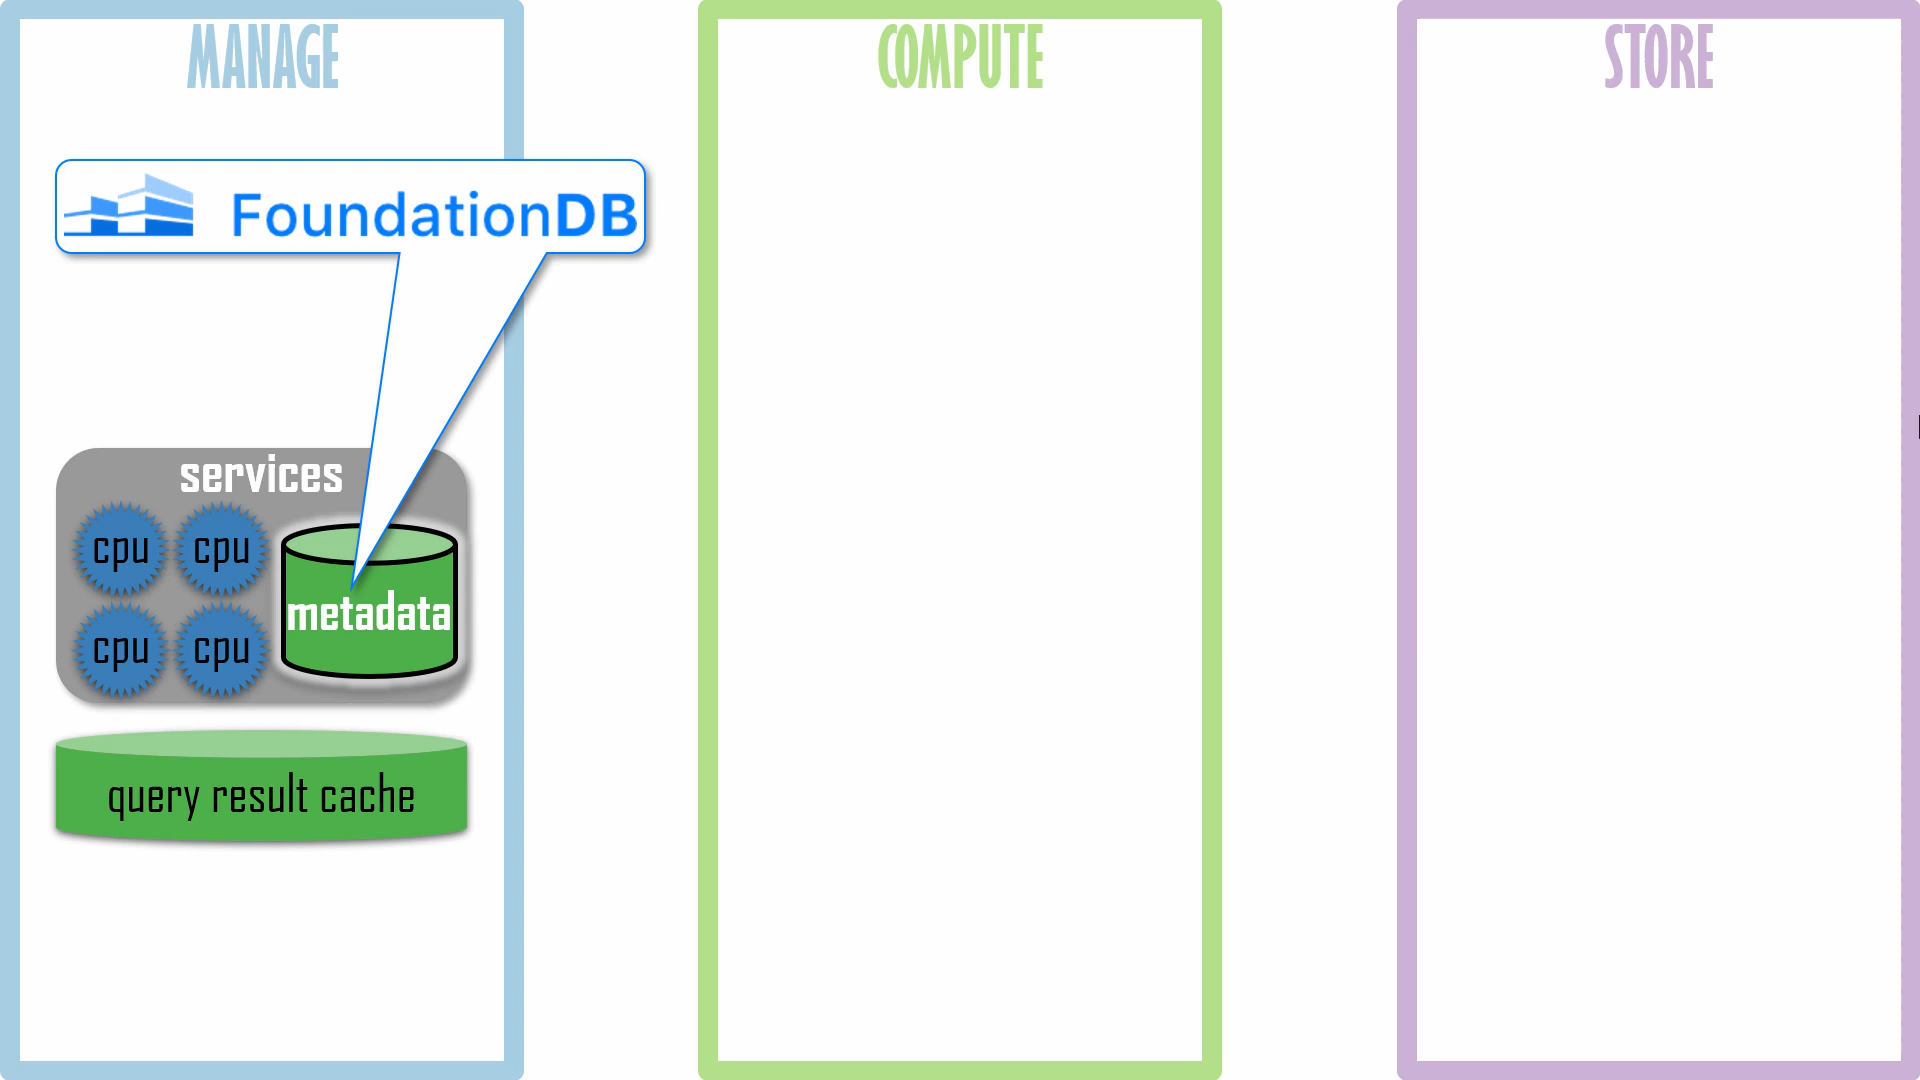 MANAGE
COMPUTE
STORE
FoundationDB
services
cpu cpu
metadata
cpu cpu
query result cache